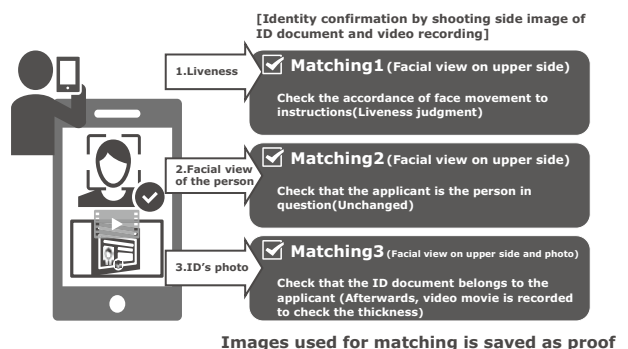 [Identity confirmation by shooting side image of
ID document and video recording]
1.Liveness
Matching1 (Facial view on upper side)
Check the accordance of face movement to
instructions(Liveness judgment)
2.Facial view
of the person
Matching2 (Facial view on upper side)
Check that the applicant is the person in
question(Unchanged)
3.ID's photo
Matching3 (Facial view on upper side and photo)
Check that the ID document belongs to the
applicant (Afterwards, video movie is recorded
to check the thickness)
Images used for matching is saved as proof